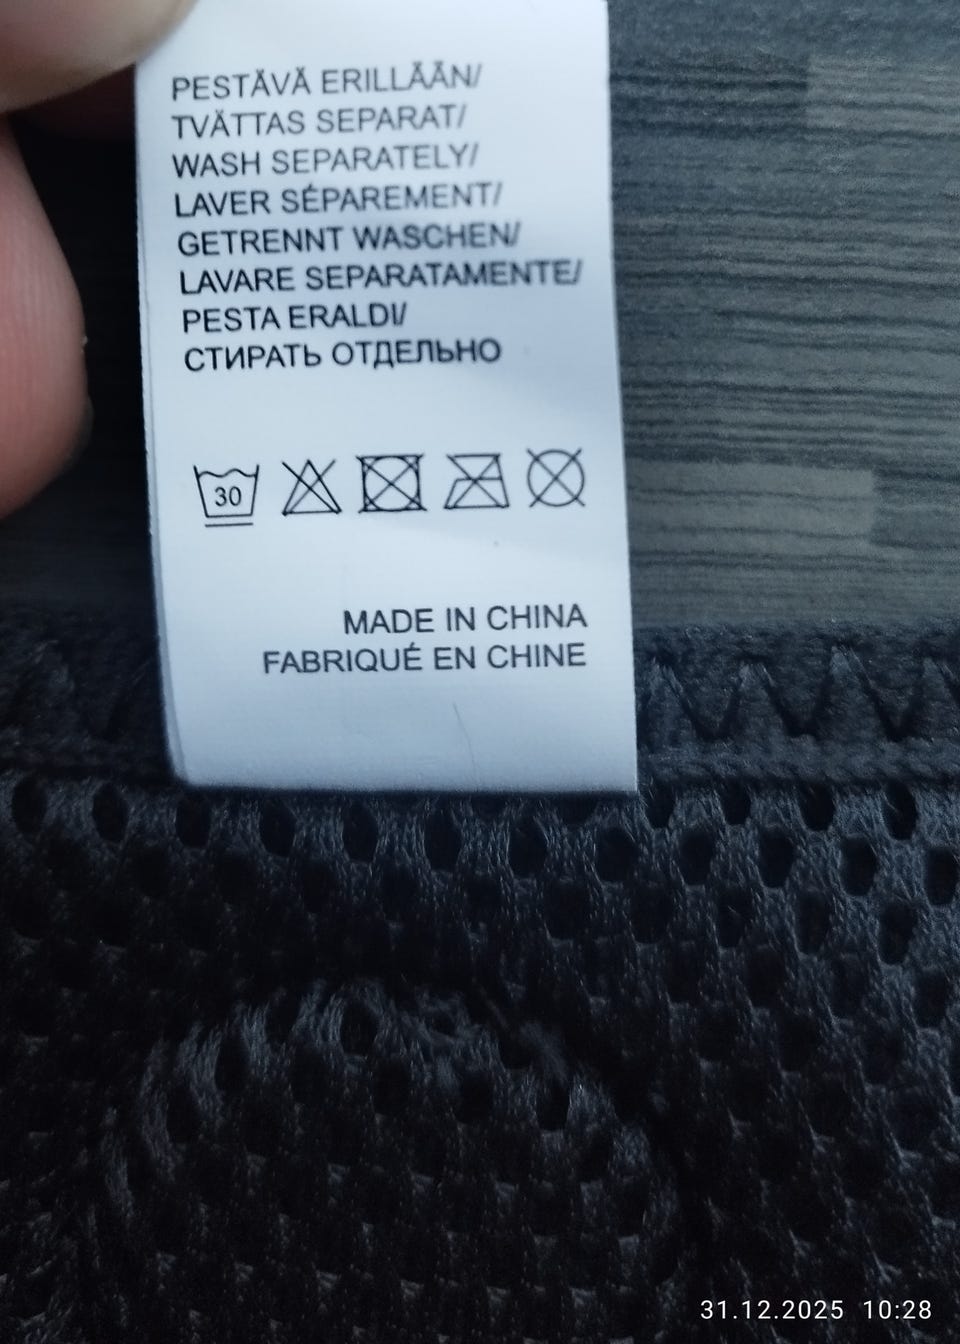 PESTÄVÄ ERILLÄÄN/
TVÄTTAS SEPARAT/
WASH SEPARATELY/
LAVER SÉPAREMENT/
GETRENNT WASCHEN/
LAVARE SEPARATAMENTE/
PESTA ERALDI/
СТИРАТЬ ОТДЕЛЬНО
30
MADE IN CHINA
FABRIQUÉ EN CHINE
31.12.2025 10:28